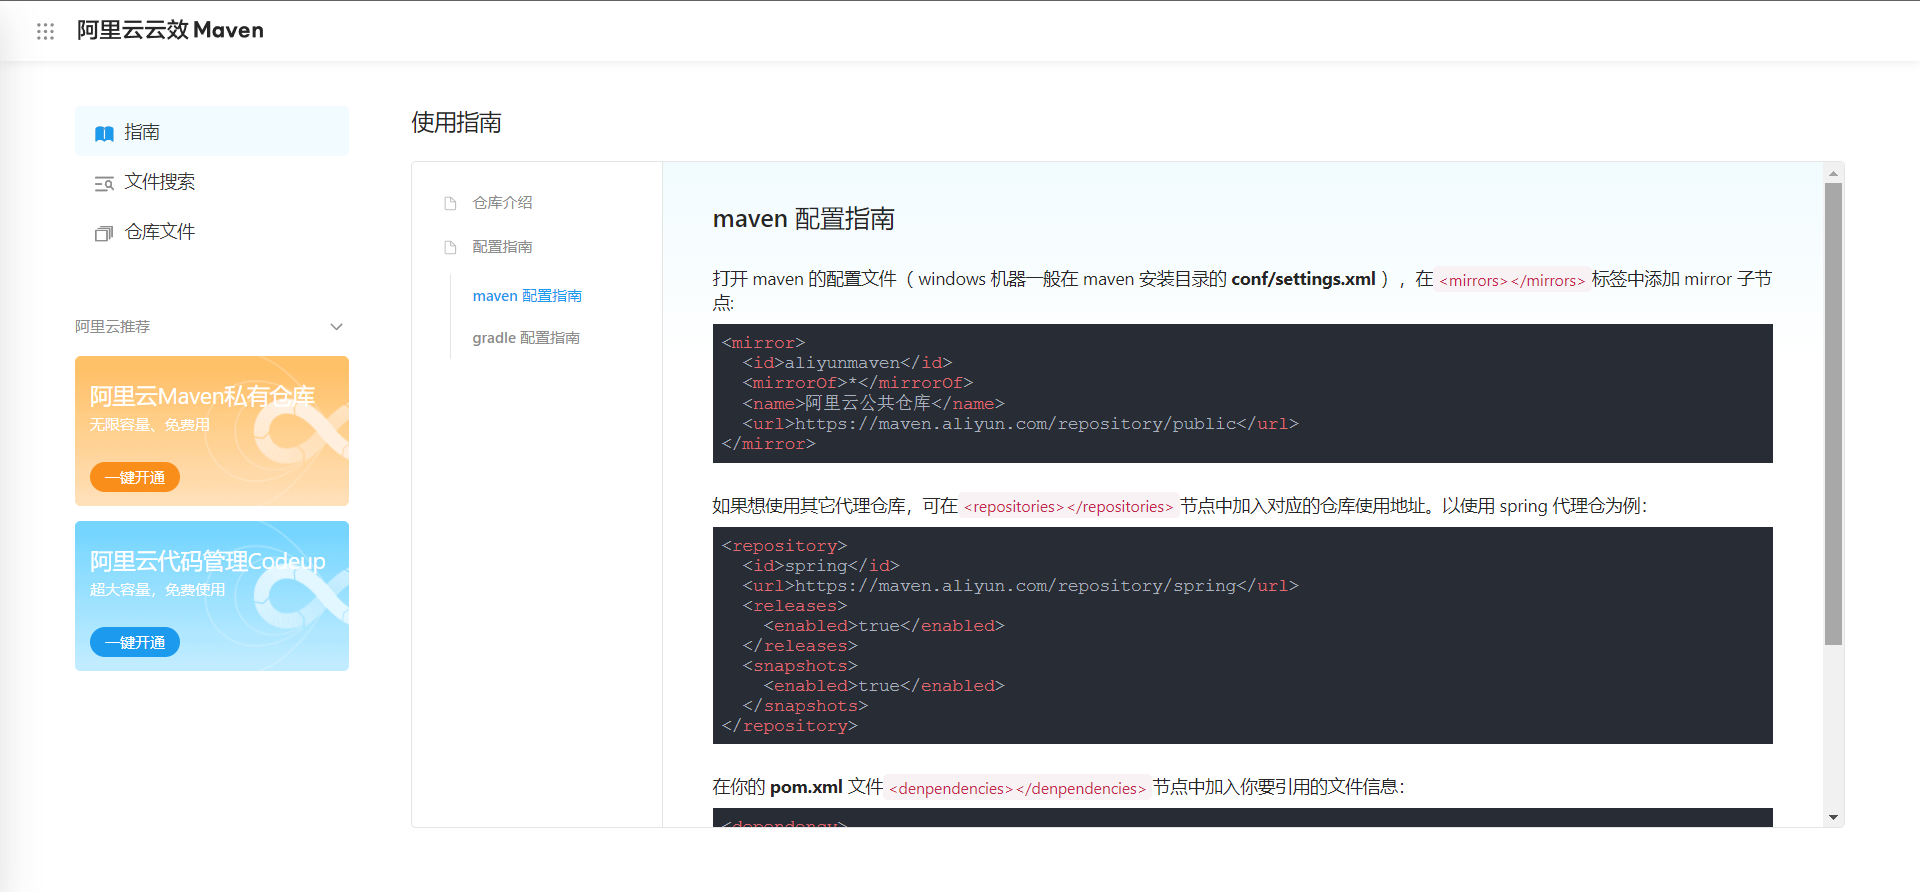 阿里云云效 Maven
指南
文件搜索
仓库文件
阿里云推荐
阿里云Maven私有仓库
无限容量、免费用
一键开通
阿里云代码管理Codeup
超大容量，免费使用
一键开通
使用指南
仓库介绍
配置指南
maven 配置指南
gradle 配置指南
maven 配置指南
打开 maven 的配置文件（ windows 机器一般在 maven 安装目录的 conf/settings.xml ），在 <mirrors></mirrors> 标签中添加 mirror 子节
点:
<mirror>
  <id>aliyunmaven</id>
  <mirrorOf>*</mirrorOf>
  <name>阿里云公共仓库</name>
  <url>https://maven.aliyun.com/repository/public</url>
</mirror>
如果想使用其它代理仓库，可在 <repositories></repositories> 节点中加入对应的仓库使用地址。以使用 spring 代理仓为例：
<repository>
  <id>spring</id>
  <url>https://maven.aliyun.com/repository/spring</url>
  <releases>
    <enabled>true</enabled>
  </releases>
  <snapshots>
    <enabled>true</enabled>
  </snapshots>
</repository>
在你的 pom.xml 文件 <denpendencies></denpendencies> 节点中加入你要引用的文件信息：
<dependency>